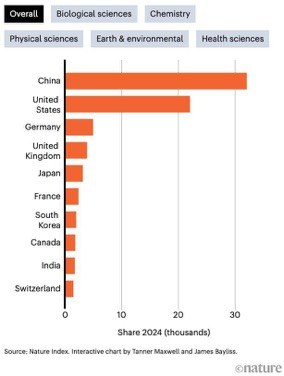 Overall
Biological sciences
Chemistry
Physical sciences
Earth & environmental
Health sciences
China
United
States
Germany
United
Kingdom
Japan
France
South
Korea
Canada
India
Switzerland
0 10 20 30
Share 2024 (thousands)
Source: Nature Index. Interactive chart by Tanner Maxwell and James Bayliss.
©nature